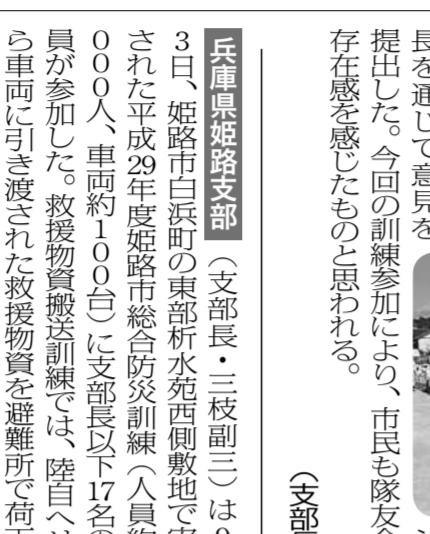 長を通じて意見を
提出した。今回の訓練参加により、市民も隊友会
存在感を感じたものと思われる。
（支部長
兵庫県姫路支部（支部長・三枝副三）は
3日、姫路市白浜町の東部析水苑西側敷地で
された平成29年度姫路市総合防災訓練（人員約
000人、車両約100台）に支部長以下17名の
員が参加した。救援物資搬送訓練では、陸自ヘ
ら車両に引き渡された救援物資を避難所で荷